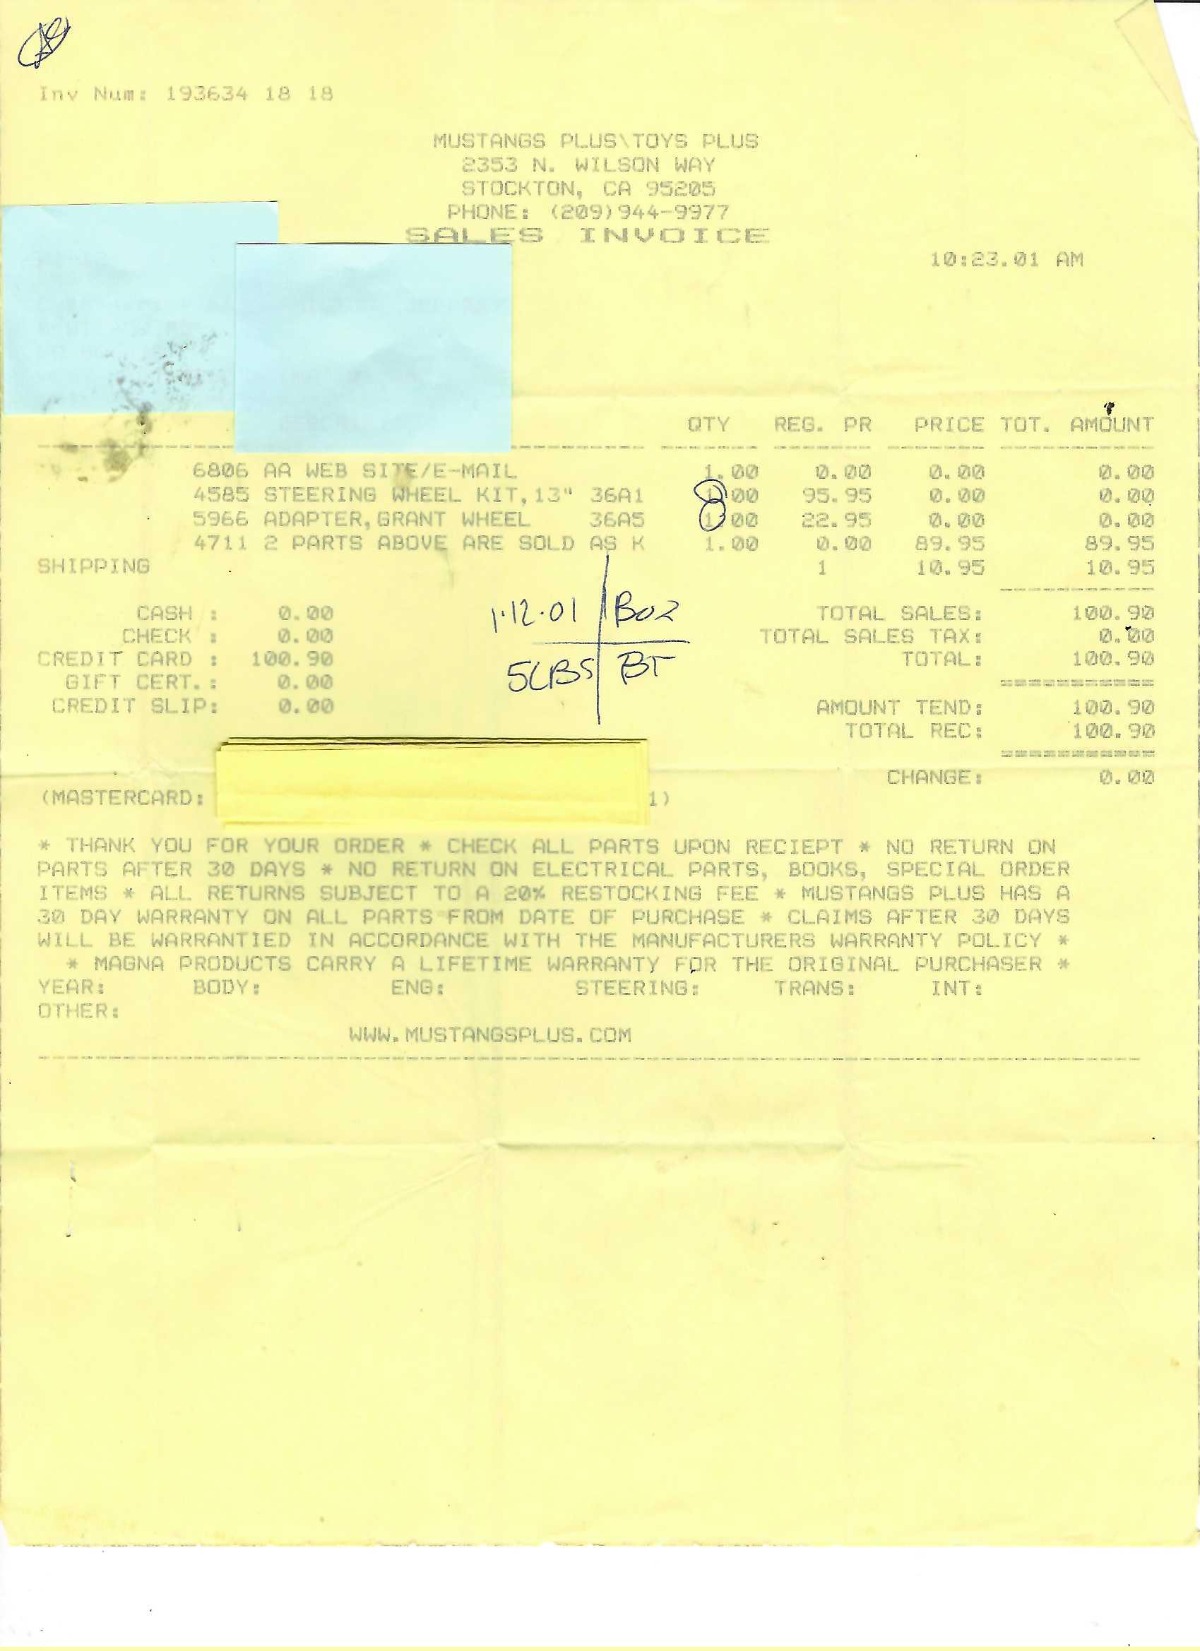 Inv Num: 193634 18 18
MUSTANGS PLUS\TOYS PLUS
2353 N. WILSON WAY
STOCKTON, CA 95205
PHONE: (209)944-9977
SALES INVOICE
10:23.01 AM
QTY REG. PR PRICE TOT. AMOUNT
6806 AA WEB SITE/E-MAIL 1.00 0.00 0.00 0.00
4585 STEERING WHEEL KIT,13" 36A1 1.00 95.95 0.00 0.00
5966 ADAPTER,GRANT WHEEL 36A5 1.00 22.95 0.00 0.00
4711 2 PARTS ABOVE ARE SOLD AS K 1.00 0.00 89.95 89.95
SHIPPING 1 10.95 10.95
CASH : 0.00 1·12·01 BO2 TOTAL SALES: 100.90
CHECK : 0.00 TOTAL SALES TAX: 0.00
CREDIT CARD : 100.90 5LBS BT TOTAL: 100.90
GIFT CERT. : 0.00
CREDIT SLIP: 0.00 AMOUNT TEND: 100.90
TOTAL REC: 100.90
CHANGE: 0.00
(MASTERCARD: 1)
* THANK YOU FOR YOUR ORDER * CHECK ALL PARTS UPON RECIEPT * NO RETURN ON
PARTS AFTER 30 DAYS * NO RETURN ON ELECTRICAL PARTS, BOOKS, SPECIAL ORDER
ITEMS * ALL RETURNS SUBJECT TO A 20% RESTOCKING FEE * MUSTANGS PLUS HAS A
30 DAY WARRANTY ON ALL PARTS FROM DATE OF PURCHASE * CLAIMS AFTER 30 DAYS
WILL BE WARRANTIED IN ACCORDANCE WITH THE MANUFACTURERS WARRANTY POLICY *
* MAGNA PRODUCTS CARRY A LIFETIME WARRANTY FOR THE ORIGINAL PURCHASER *
YEAR: BODY: ENG: STEERING: TRANS: INT:
OTHER:
WWW.MUSTANGSPLUS.COM